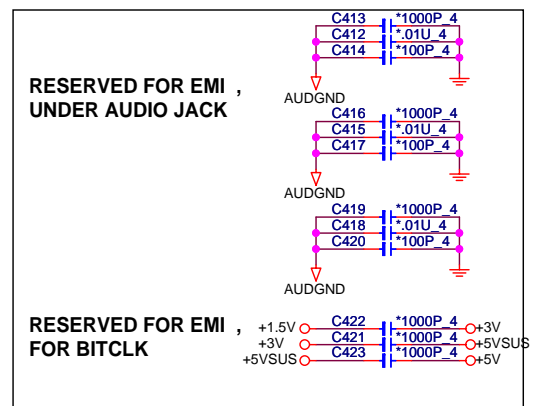 C413 *1000P_4
C412 *.01U_4
C414 *100P_4
RESERVED FOR EMI ,
UNDER AUDIO JACK
AUDGND
C416 *1000P_4
C415 *.01U_4
C417 *100P_4
AUDGND
C419 *1000P_4
C418 *.01U_4
C420 *100P_4
AUDGND
RESERVED FOR EMI ,
FOR BITCLK
+1.5V C422 *1000P_4 +3V
+3V C421 *1000P_4 +5VSUS
+5VSUS C423 *1000P_4 +5V